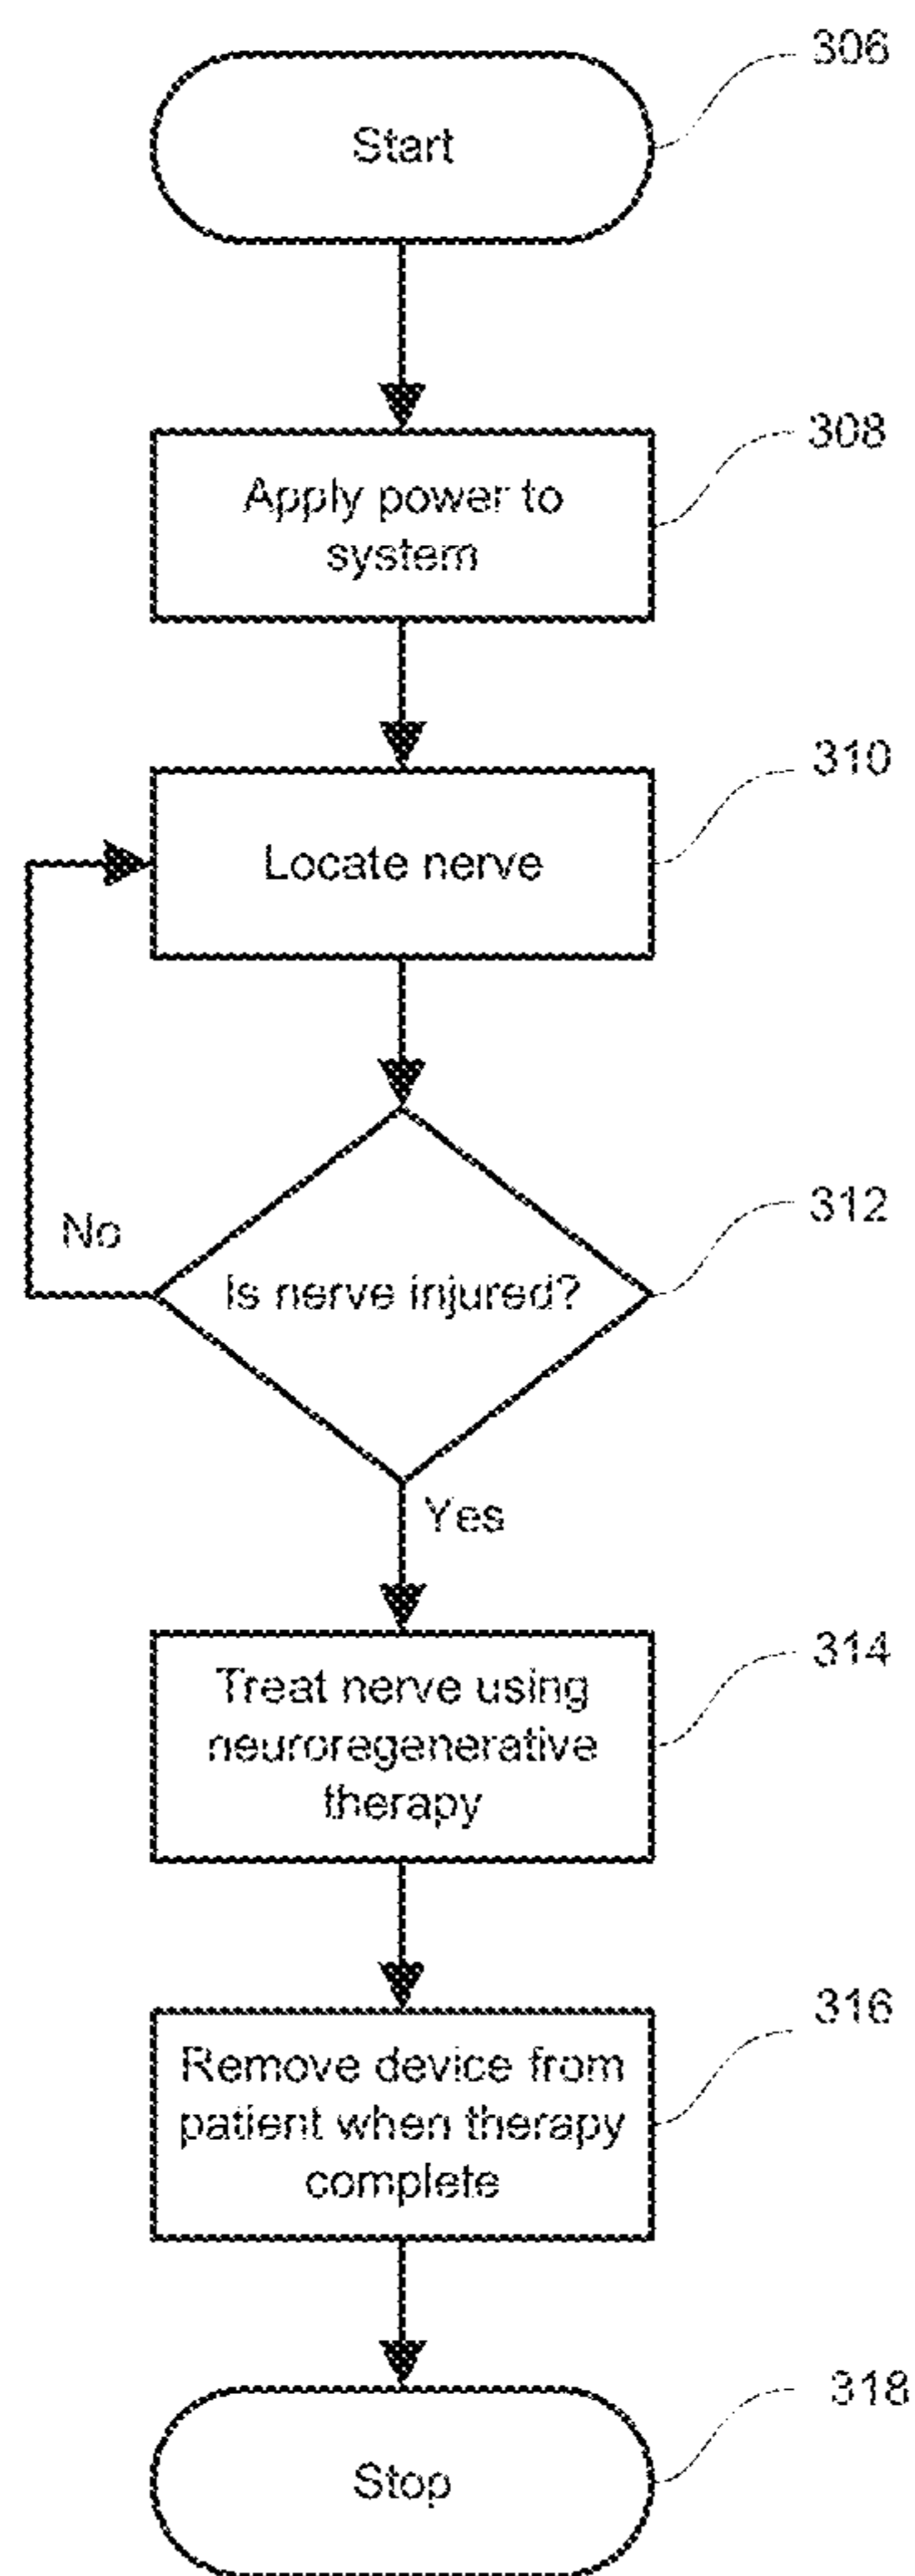 306
Start
308
Apply power to
system
310
Locate nerve
312
No
Is nerve injured?
Yes
314
Treat nerve using
neuroregenerative
therapy
316
Remove device from
patient when therapy
complete
318
Stop